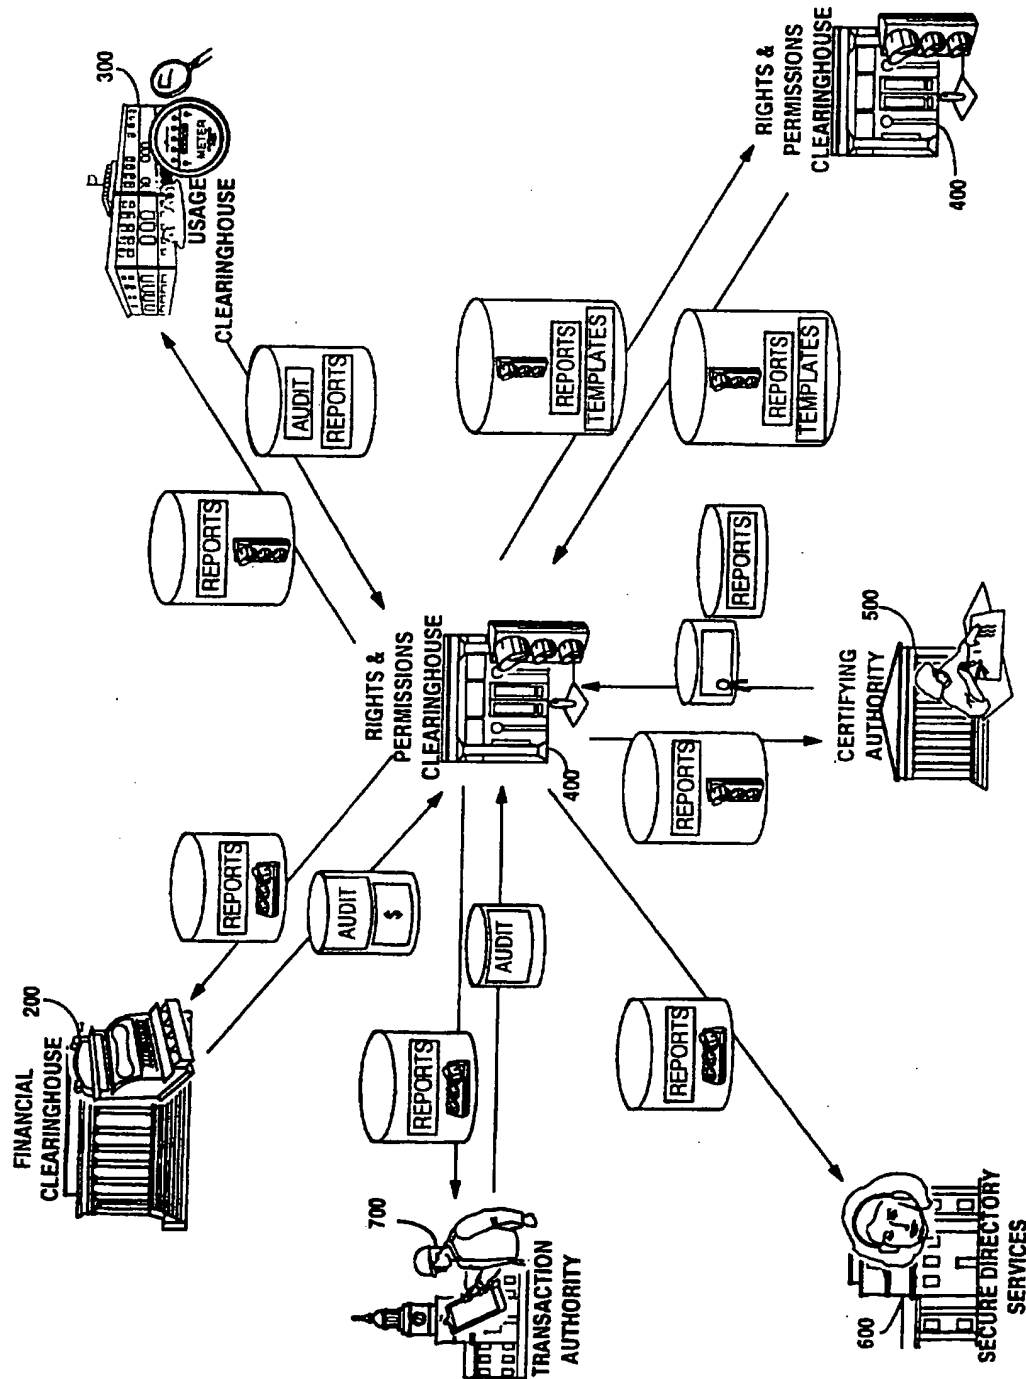 FINANCIAL
CLEARINGHOUSE
200
REPORTS
AUDIT
$
REPORTS
USAGE
CLEARINGHOUSE
300
METER
AUDIT
REPORTS
TRANSACTION
AUTHORITY
700
REPORTS
AUDIT
RIGHTS &
PERMISSIONS
CLEARINGHOUSE
400
REPORTS
TEMPLATES
REPORTS
TEMPLATES
SECURE DIRECTORY
SERVICES
600
REPORTS
REPORTS
REPORTS
CERTIFYING
AUTHORITY
500
RIGHTS &
PERMISSIONS
CLEARINGHOUSE
400